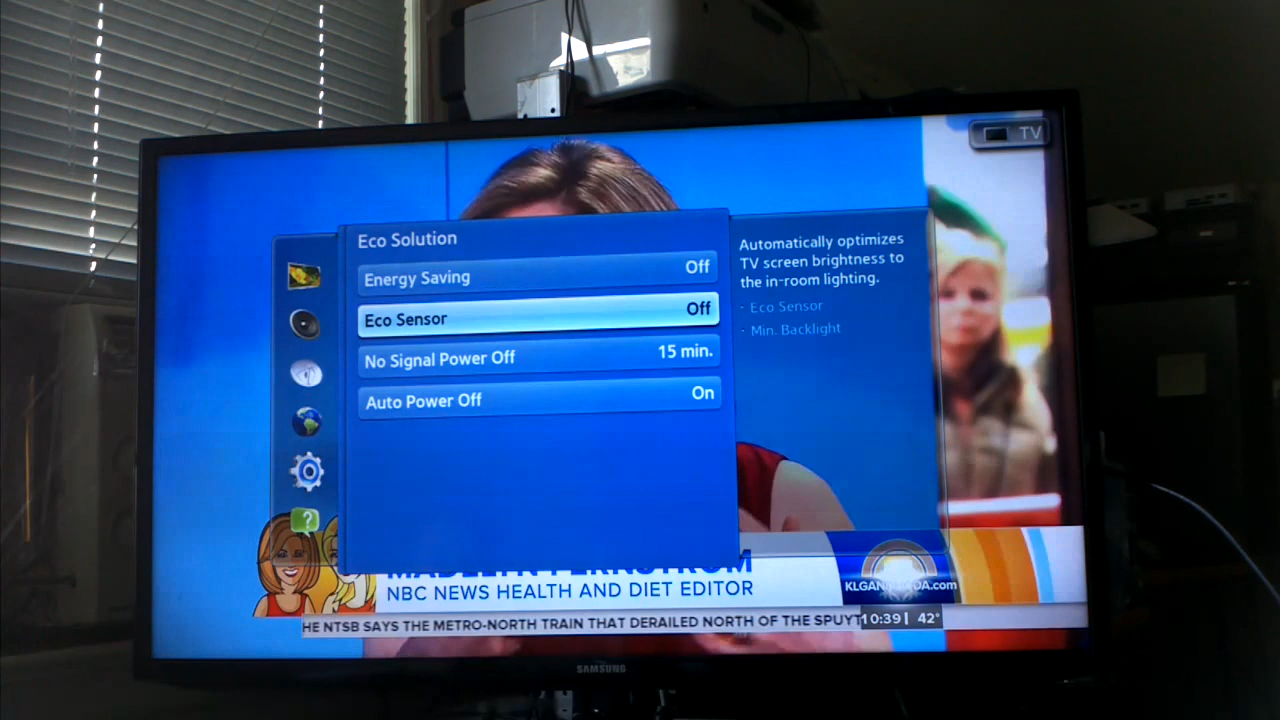 TV
Eco Solution
Energy Saving Off
Eco Sensor Off
No Signal Power Off 15 min.
Auto Power Off On
Automatically optimizes
TV screen brightness to
the in-room lighting.
· Eco Sensor
· Min. Backlight
?
NBC NEWS HEALTH AND DIET EDITOR
HE NTSB SAYS THE METRO-NORTH TRAIN THAT DERAILED NORTH OF THE SPUYT
10:39 42°
SAMSUNG